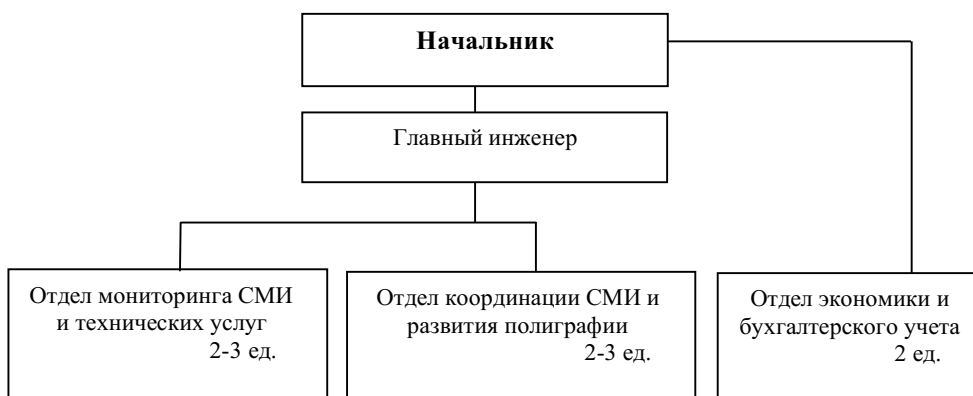 Начальник
Главный инженер
Отдел мониторинга СМИ
и технических услуг
2-3 ед.
Отдел координации СМИ и
развития полиграфии
2-3 ед.
Отдел экономики и
бухгалтерского учета
2 ед.